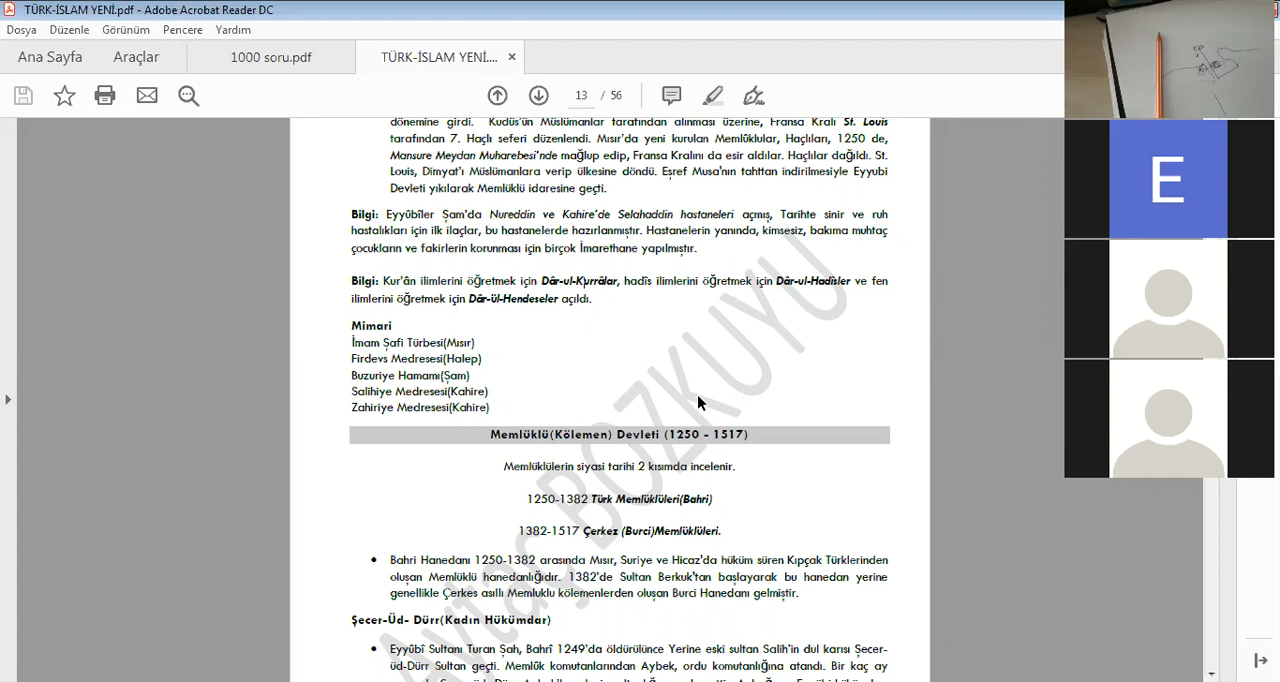 TÜRK-İSLAM YENİ.pdf - Adobe Acrobat Reader DC
Dosya Düzenle Görünüm Pencere Yardım
Ana Sayfa Araçlar 1000 soru.pdf TÜRK-İSLAM YENİ.... ×
13 / 56
dönemine girdi. Kudüs'ün Müslümanlar tarafından alınması üzerine, Fransa Kralı St. Louis
tarafından 7. Haçlı seferi düzenlendi. Mısır'da yeni kurulan Memlûklular, Haçlıları, 1250 de,
Mansure Meydan Muharebesi'nde mağlup edip, Fransa Kralını da esir aldılar. Haçlılar dağıldı. St.
Louis, Dimyat'ı Müslümanlara verip ülkesine döndü. Eşref Musa'nın tahttan indirilmesiyle Eyyubi
Devleti yıkılarak Memlüklü idaresine geçti.
Bilgi: Eyyûbîler Şam'da Nureddin ve Kahire'de Selahaddin hastaneleri açmış, Tarihte sinir ve ruh
hastalıkları için ilk ilaçlar, bu hastanelerde hazırlanmıştır. Hastanelerin yanında, kimsesiz, bakıma muhtaç
çocukların ve fakirlerin korunması için birçok İmarethane yapılmıştır.
Bilgi: Kur'ân ilimlerini öğretmek için Dâr-ul-Kurrâlar, hadîs ilimlerini öğretmek için Dâr-ul-Hadîsler ve fen
ilimlerini öğretmek için Dâr-ül-Hendeseler açıldı.
Mimari
İmam Şafi Türbesi(Mısır)
Firdevs Medresesi(Halep)
Buzuriye Hamamı(Şam)
Salihiye Medresesi(Kahire)
Zahiriye Medresesi(Kahire)
Memlüklü(Kölemen) Devleti (1250 - 1517)
Memlüklülerin siyasi tarihi 2 kısımda incelenir.
1250-1382 Türk Memlüklüleri(Bahri)
1382-1517 Çerkez (Burci)Memlüklüleri.
• Bahri Hanedanı 1250-1382 arasında Mısır, Suriye ve Hicaz'da hüküm süren Kıpçak Türklerinden
oluşan Memlüklü hanedanlığıdır. 1382'de Sultan Berkuk'tan başlayarak bu hanedan yerine
genellikle Çerkes asıllı Memluklu kölemenlerden oluşan Burci Hanedanı gelmiştir.
Şecer-Üd- Dürr(Kadın Hükümdar)
• Eyyûbî Sultanı Turan Şah, Bahrî 1249'da öldürülünce Yerine eski sultan Salih'in dul karısı Şecer-
üd-Dürr Sultan geçti. Memlûk komutanlarından Aybek, ordu komutanlığına atandı. Bir kaç ay
Aytaç BOZKUYU
E